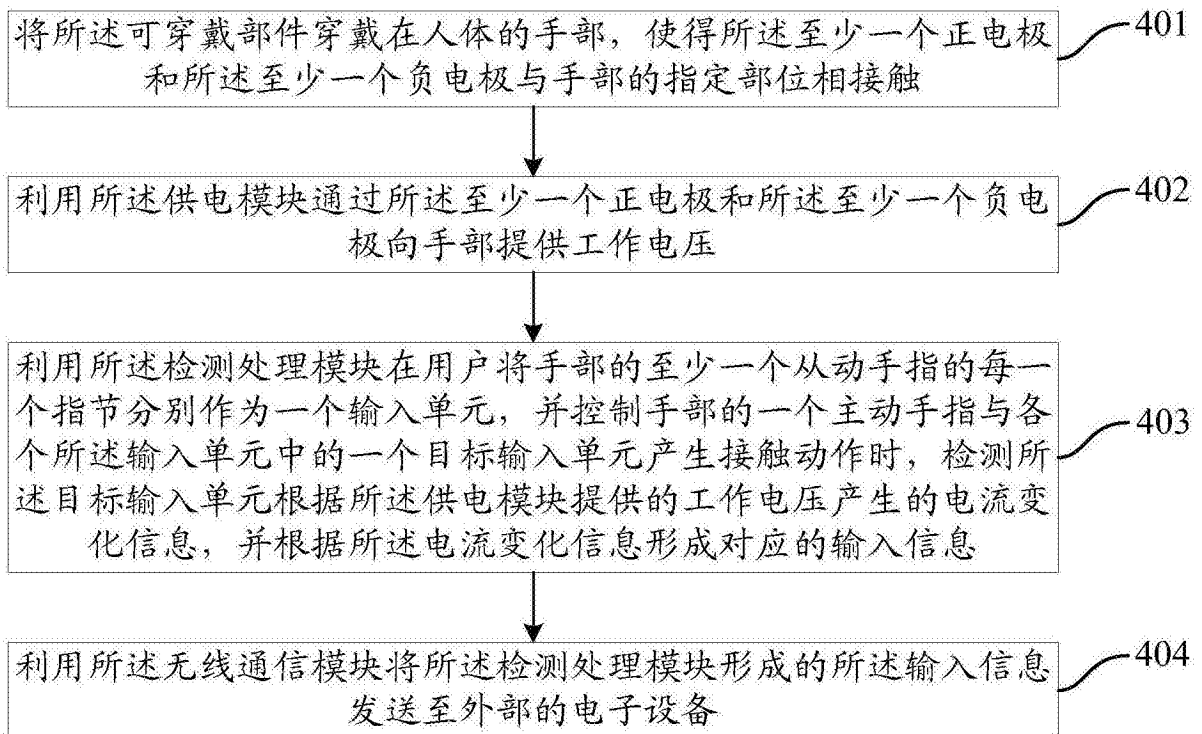 将所述可穿戴部件穿戴在人体的手部，使得所述至少一个正电极
和所述至少一个负电极与手部的指定部位相接触
401
利用所述供电模块通过所述至少一个正电极和所述至少一个负电
极向手部提供工作电压
402
利用所述检测处理模块在用户将手部的至少一个从动手指的每一
个指节分别作为一个输入单元，并控制手部的一个主动手指与各
个所述输入单元中的一个目标输入单元产生接触动作时，检测所
述目标输入单元根据所述供电模块提供的工作电压产生的电流变
化信息，并根据所述电流变化信息形成对应的输入信息
403
利用所述无线通信模块将所述检测处理模块形成的所述输入信息
发送至外部的电子设备
404